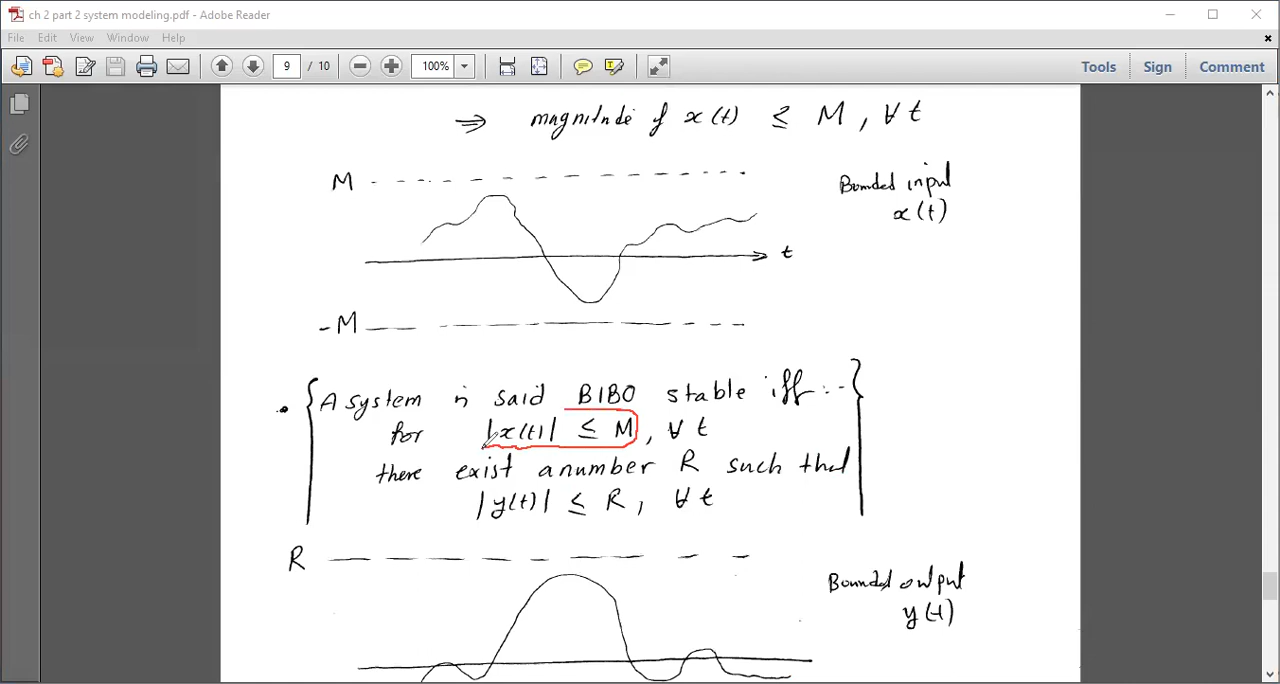 ch 2 part 2 system modeling.pdf - Adobe Reader
File Edit View Window Help
9 / 10 100% Tools Sign Comment
⇒ magnitude of x(t) ≤ M, ∀ t
M
Bounded input
x(t)
t
-M
• { A system is said BIBO stable iff :- }
for |x(t)| ≤ M, ∀ t
there exist a number R such that
|y(t)| ≤ R, ∀ t
R
Bounded output
y(t)